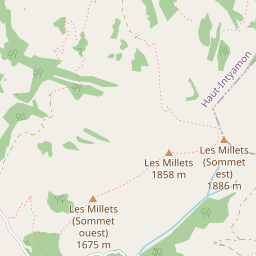 Haut-Intyamon
Les Millets
1858 m
Les Millets
(Sommet
est)
1886 m
Les Millets
(Sommet
ouest)
1675 m